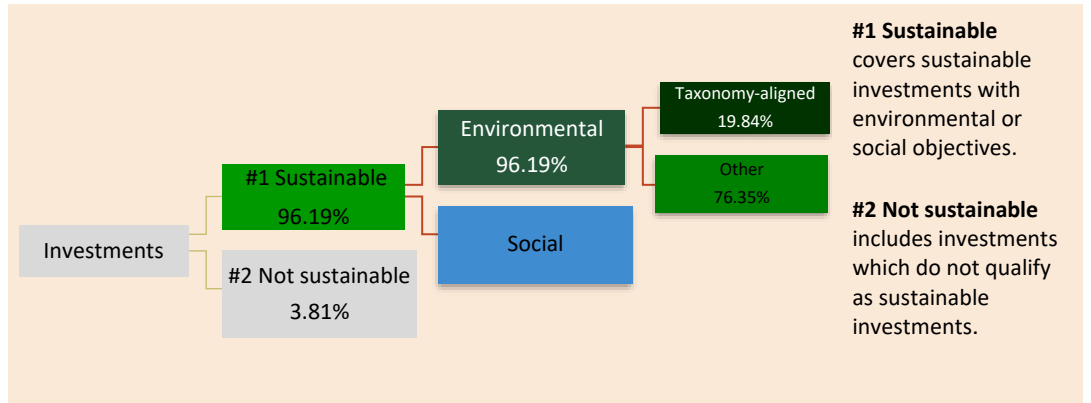 Investments
#1 Sustainable
96.19%
#2 Not sustainable
3.81%
Environmental
96.19%
Social
Taxonomy-aligned
19.84%
Other
76.35%
#1 Sustainable
covers sustainable
investments with
environmental or
social objectives.
#2 Not sustainable
includes investments
which do not qualify
as sustainable
investments.